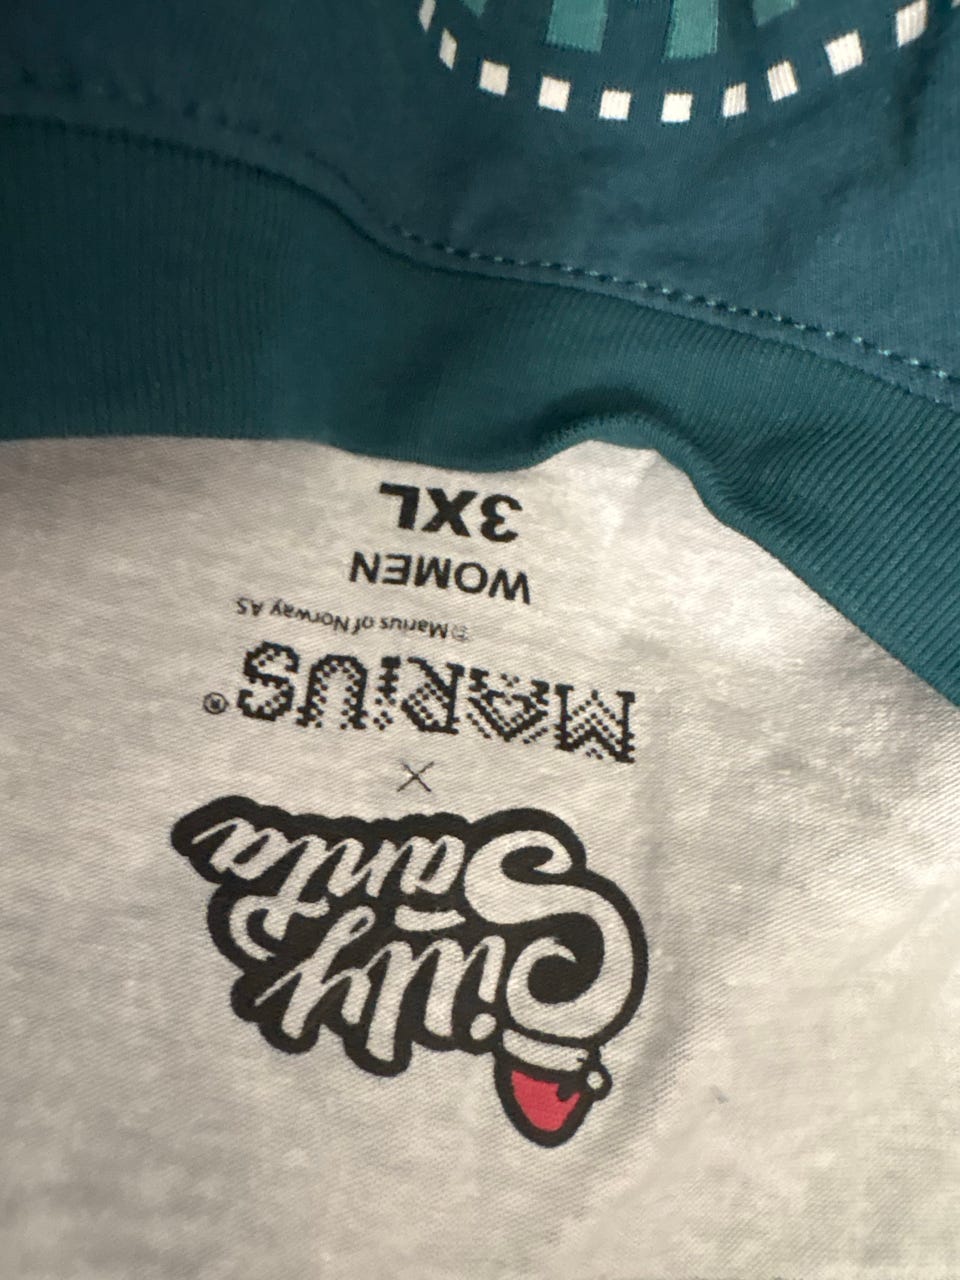 Silly
Santa
×
MARIUS®
© Marius of Norway AS
WOMEN
3XL